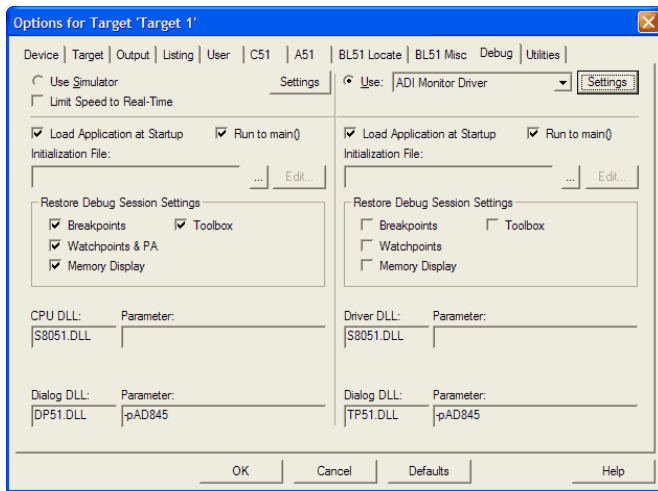 Options for Target 'Target 1'
Device Target Output Listing User C51 A51 BL51 Locate BL51 Misc Debug Utilities
Use Simulator Settings
Limit Speed to Real-Time
Use: ADI Monitor Driver Settings
Load Application at Startup Run to main()
Initialization File:
... Edit...
Restore Debug Session Settings
Breakpoints Toolbox
Watchpoints & PA
Memory Display
Load Application at Startup Run to main()
Initialization File:
... Edit...
Restore Debug Session Settings
Breakpoints Toolbox
Watchpoints
Memory Display
CPU DLL: Parameter:
S8051.DLL
Driver DLL: Parameter:
S8051.DLL
Dialog DLL: Parameter:
DP51.DLL -pAD845
Dialog DLL: Parameter:
TP51.DLL -pAD845
OK Cancel Defaults Help